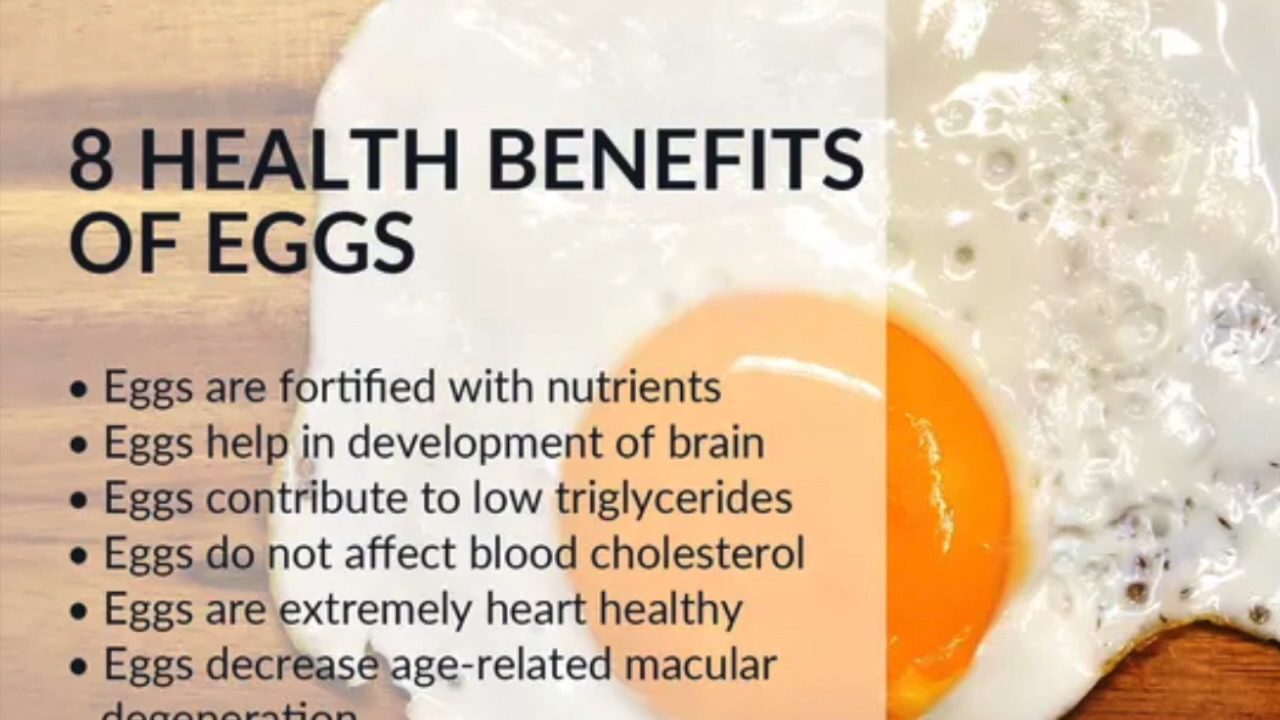 8 HEALTH BENEFITS
OF EGGS
• Eggs are fortified with nutrients
• Eggs help in development of brain
• Eggs contribute to low triglycerides
• Eggs do not affect blood cholesterol
• Eggs are extremely heart healthy
• Eggs decrease age-related macular
degeneration